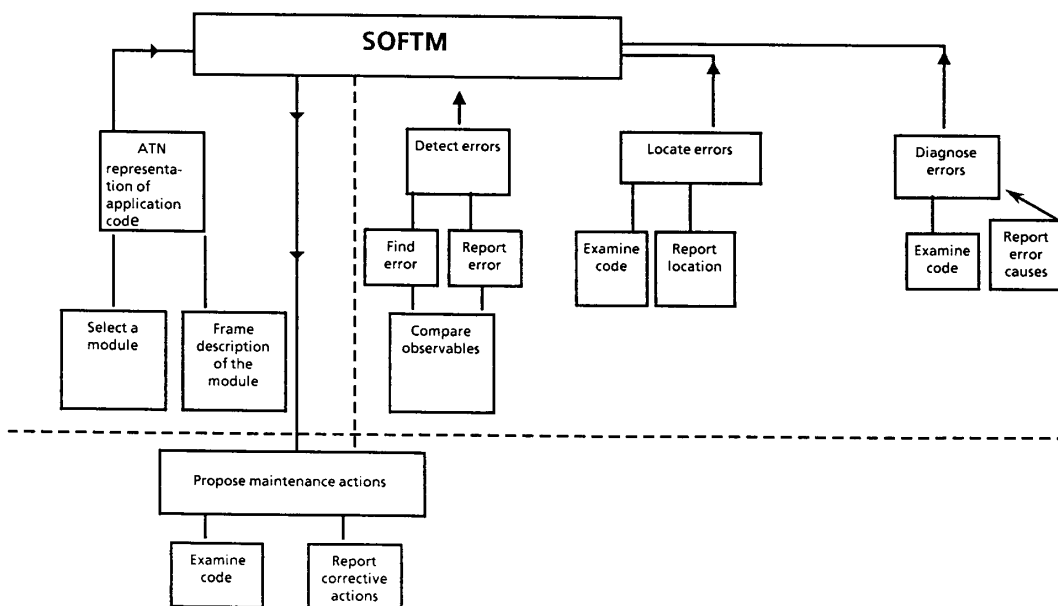 SOFTM
ATN
representa-
tion of
application
code
Detect errors
Locate errors
Diagnose
errors
Find
error
Report
error
Examine
code
Report
location
Examine
code
Report
error
causes
Select a
module
Frame
description
of the
module
Compare
observables
Propose maintenance actions
Examine
code
Report
corrective
actions